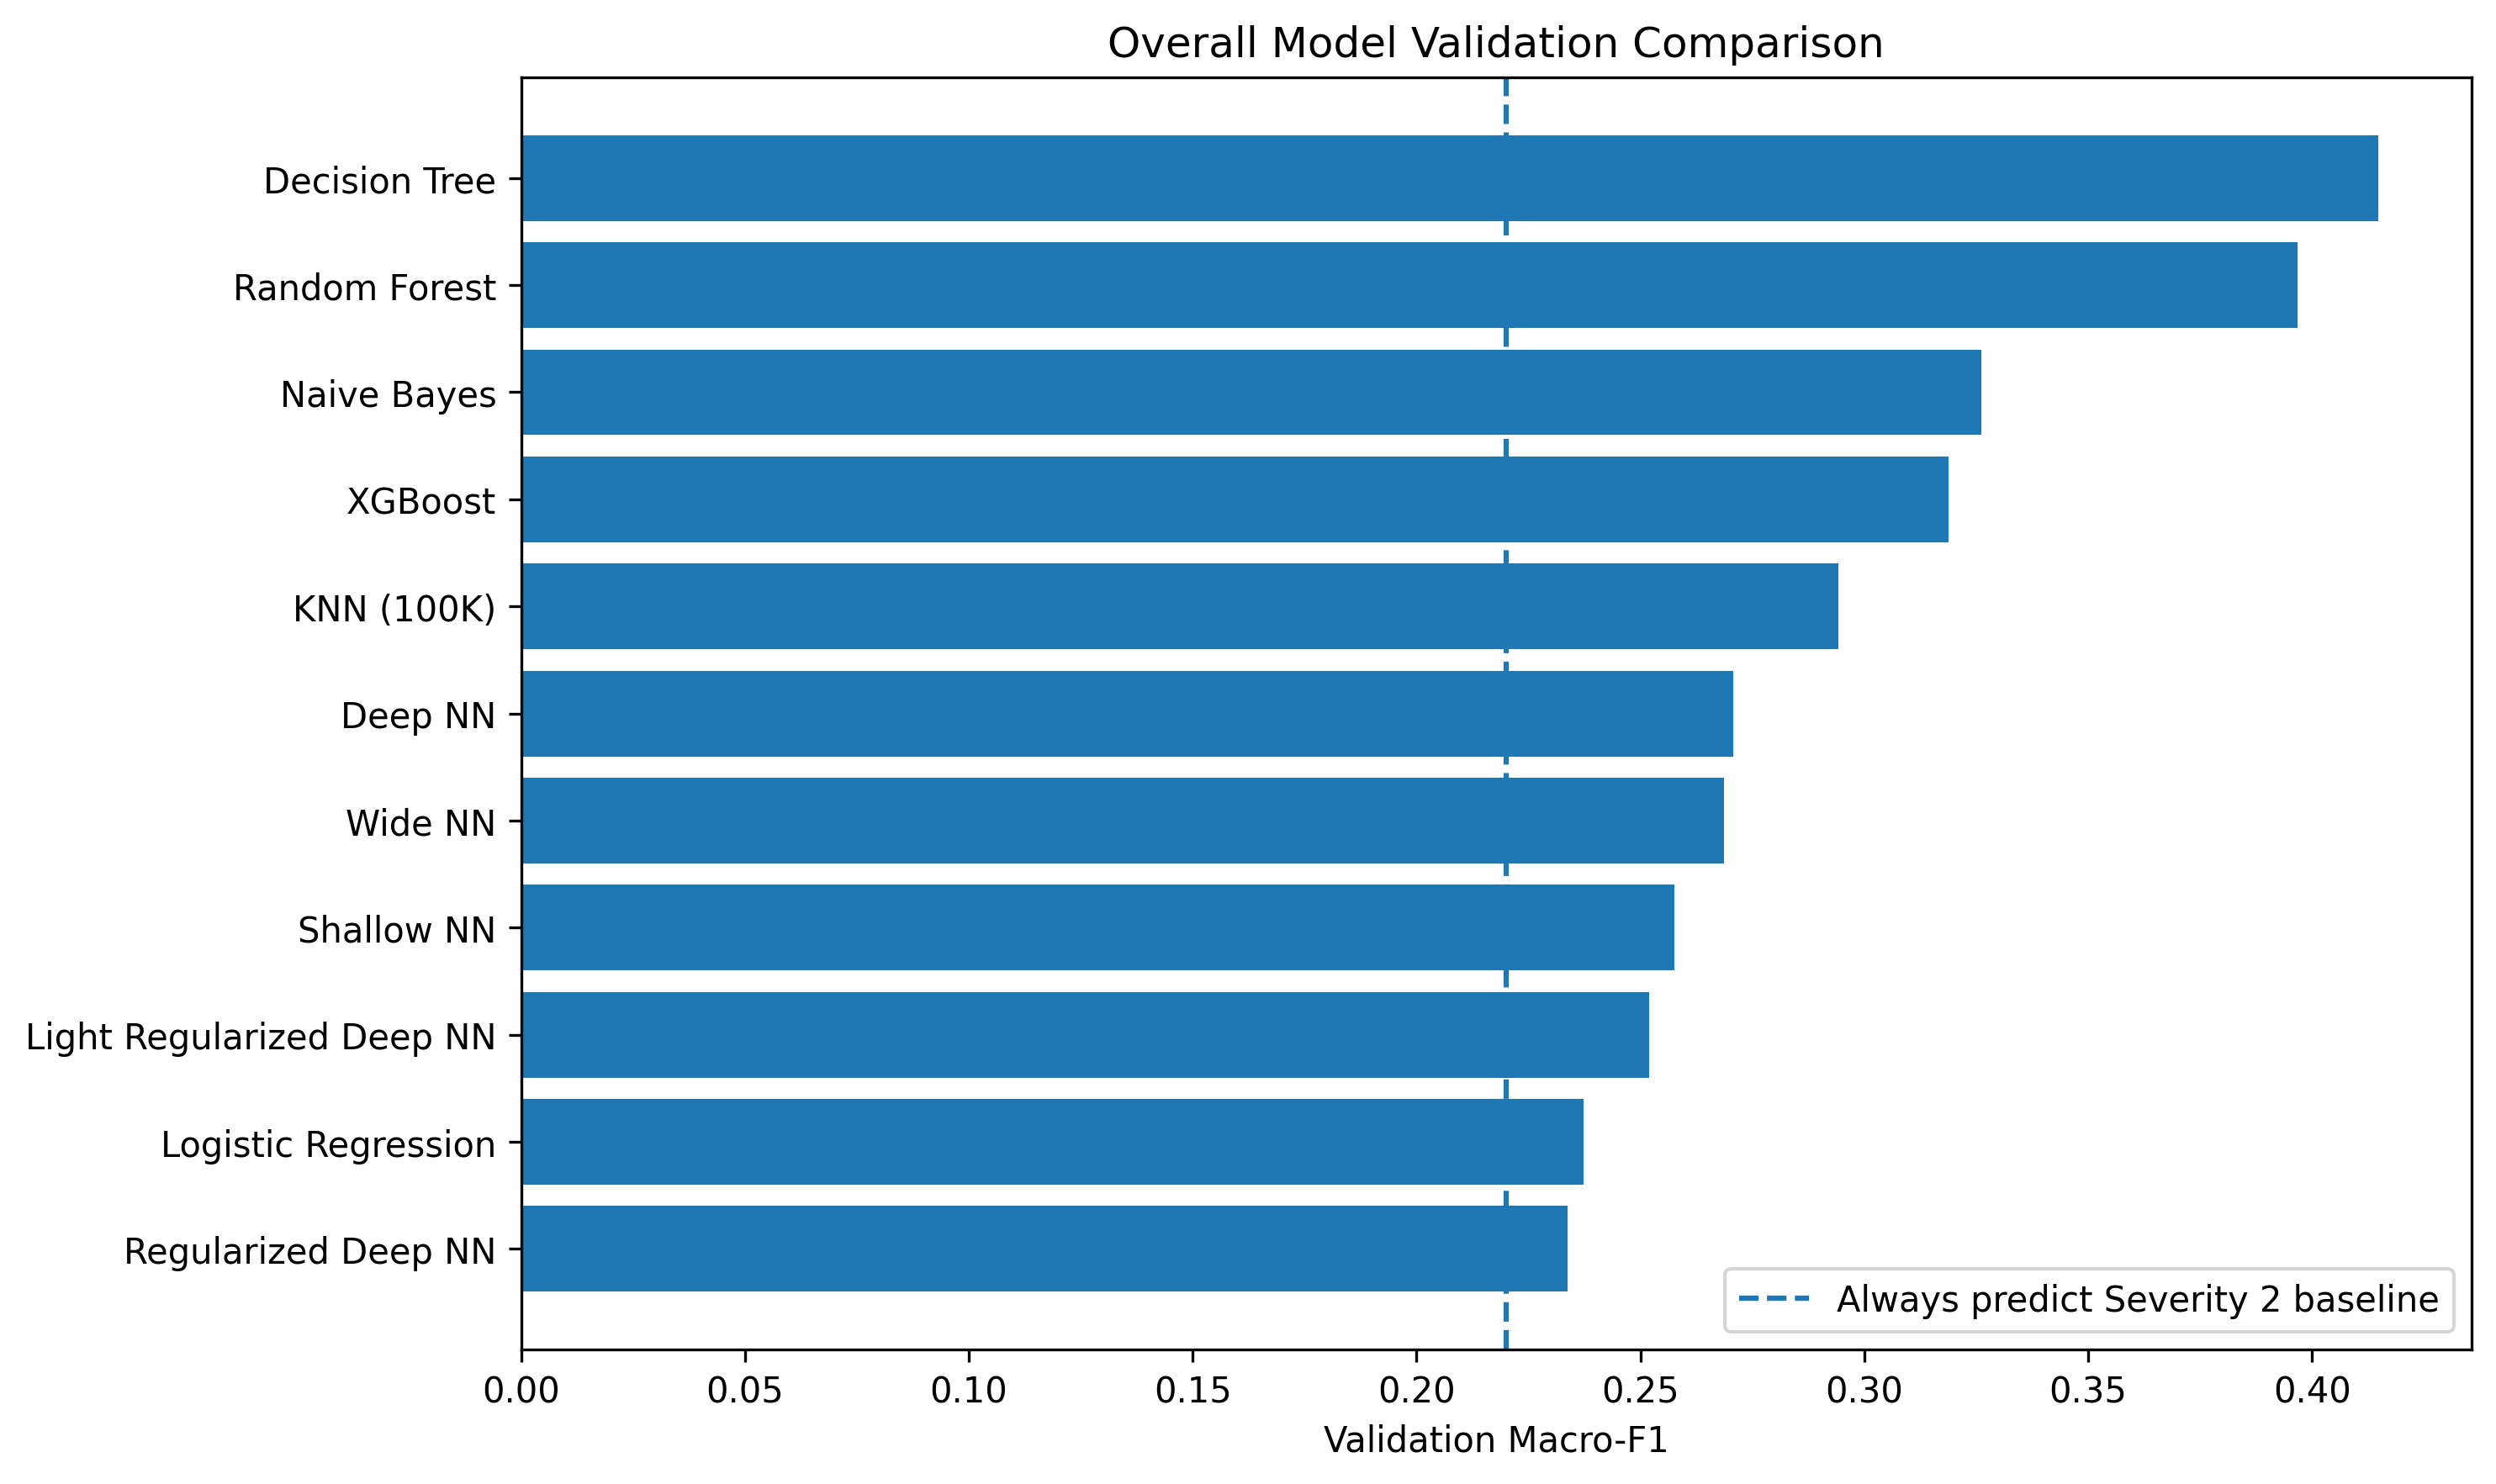 Overall Model Validation Comparison
Decision Tree
Random Forest
Naive Bayes
XGBoost
KNN (100K)
Deep NN
Wide NN
Shallow NN
Light Regularized Deep NN
Logistic Regression
Regularized Deep NN
Always predict Severity 2 baseline
0.00 0.05 0.10 0.15 0.20 0.25 0.30 0.35 0.40
Validation Macro-F1